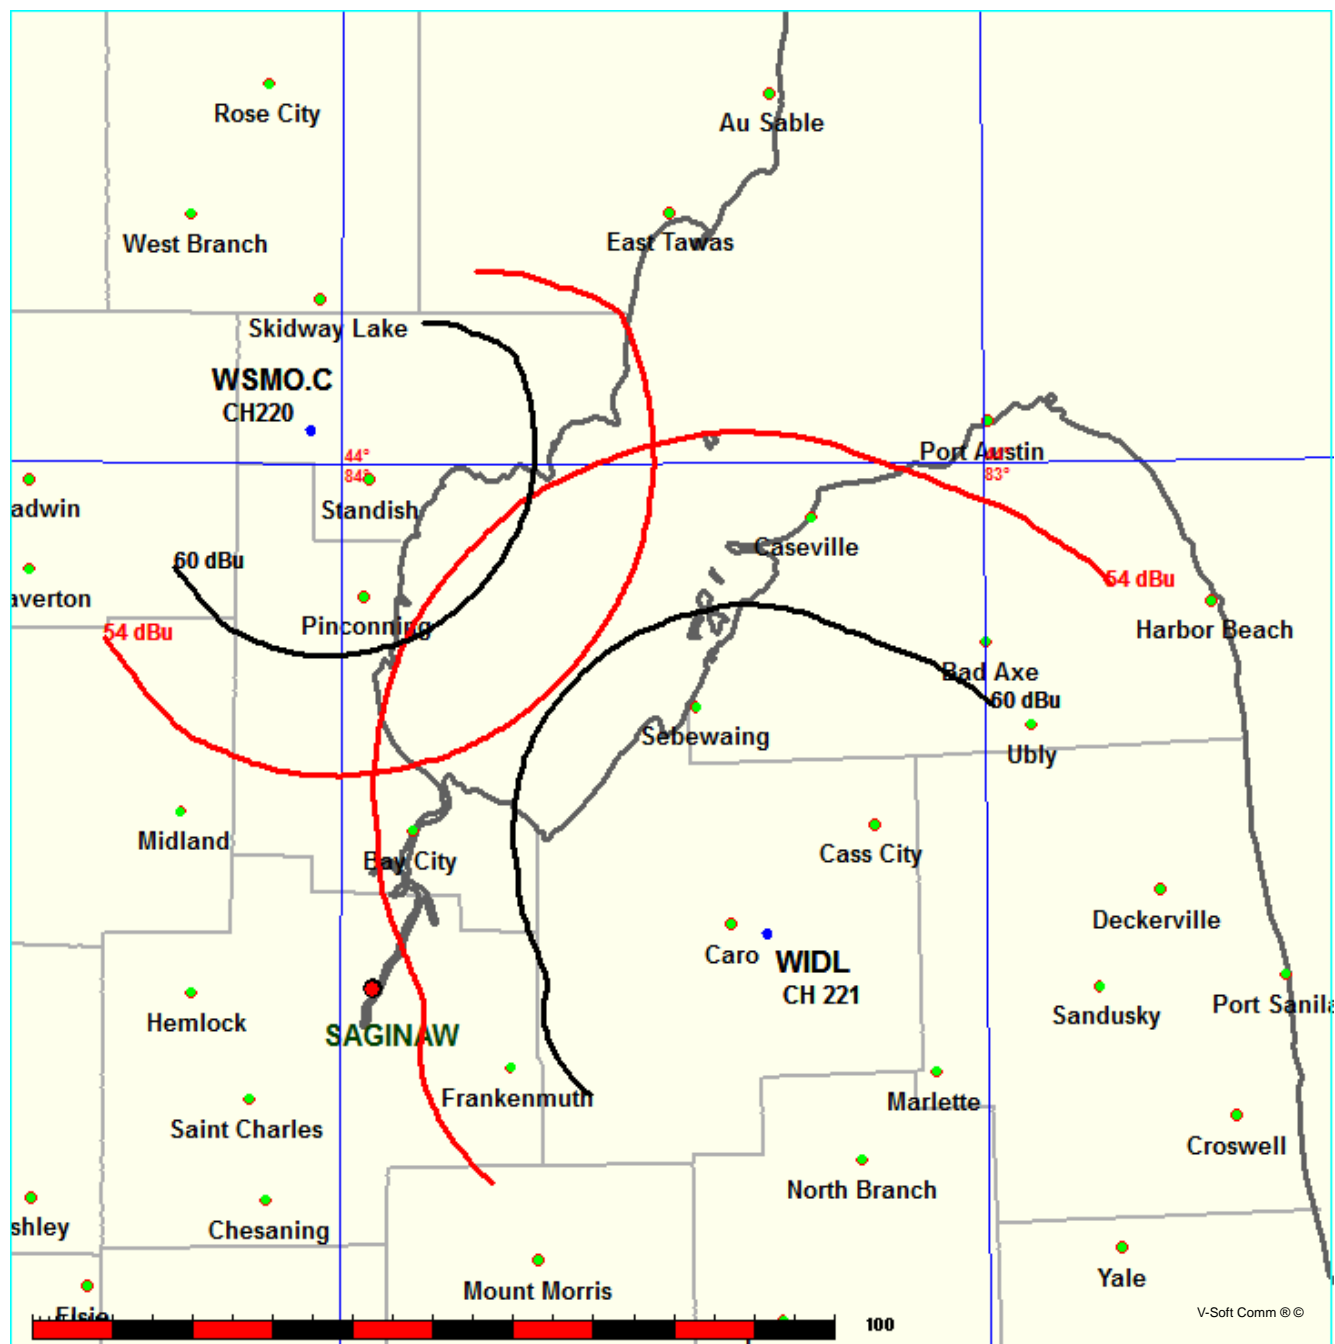 Rose City
Au Sable
West Branch
East Tawas
Skidway Lake
WSMO.C
CH220
44°
84°
Port Austin
83°
adwin
Standish
Caseville
60 dBu
54 dBu
averton
Pinconning
54 dBu
Harbor Beach
Bad Axe
60 dBu
Sebewaing
Ubly
Midland
Bay City
Cass City
Deckerville
Caro
WIDL
CH 221
Hemlock
Sandusky
Port Sanila
SAGINAW
Frankenmuth
Marlette
Saint Charles
Croswell
North Branch
shley
Chesaning
Mount Morris
Yale
Elsie
100
V-Soft Comm ® ©